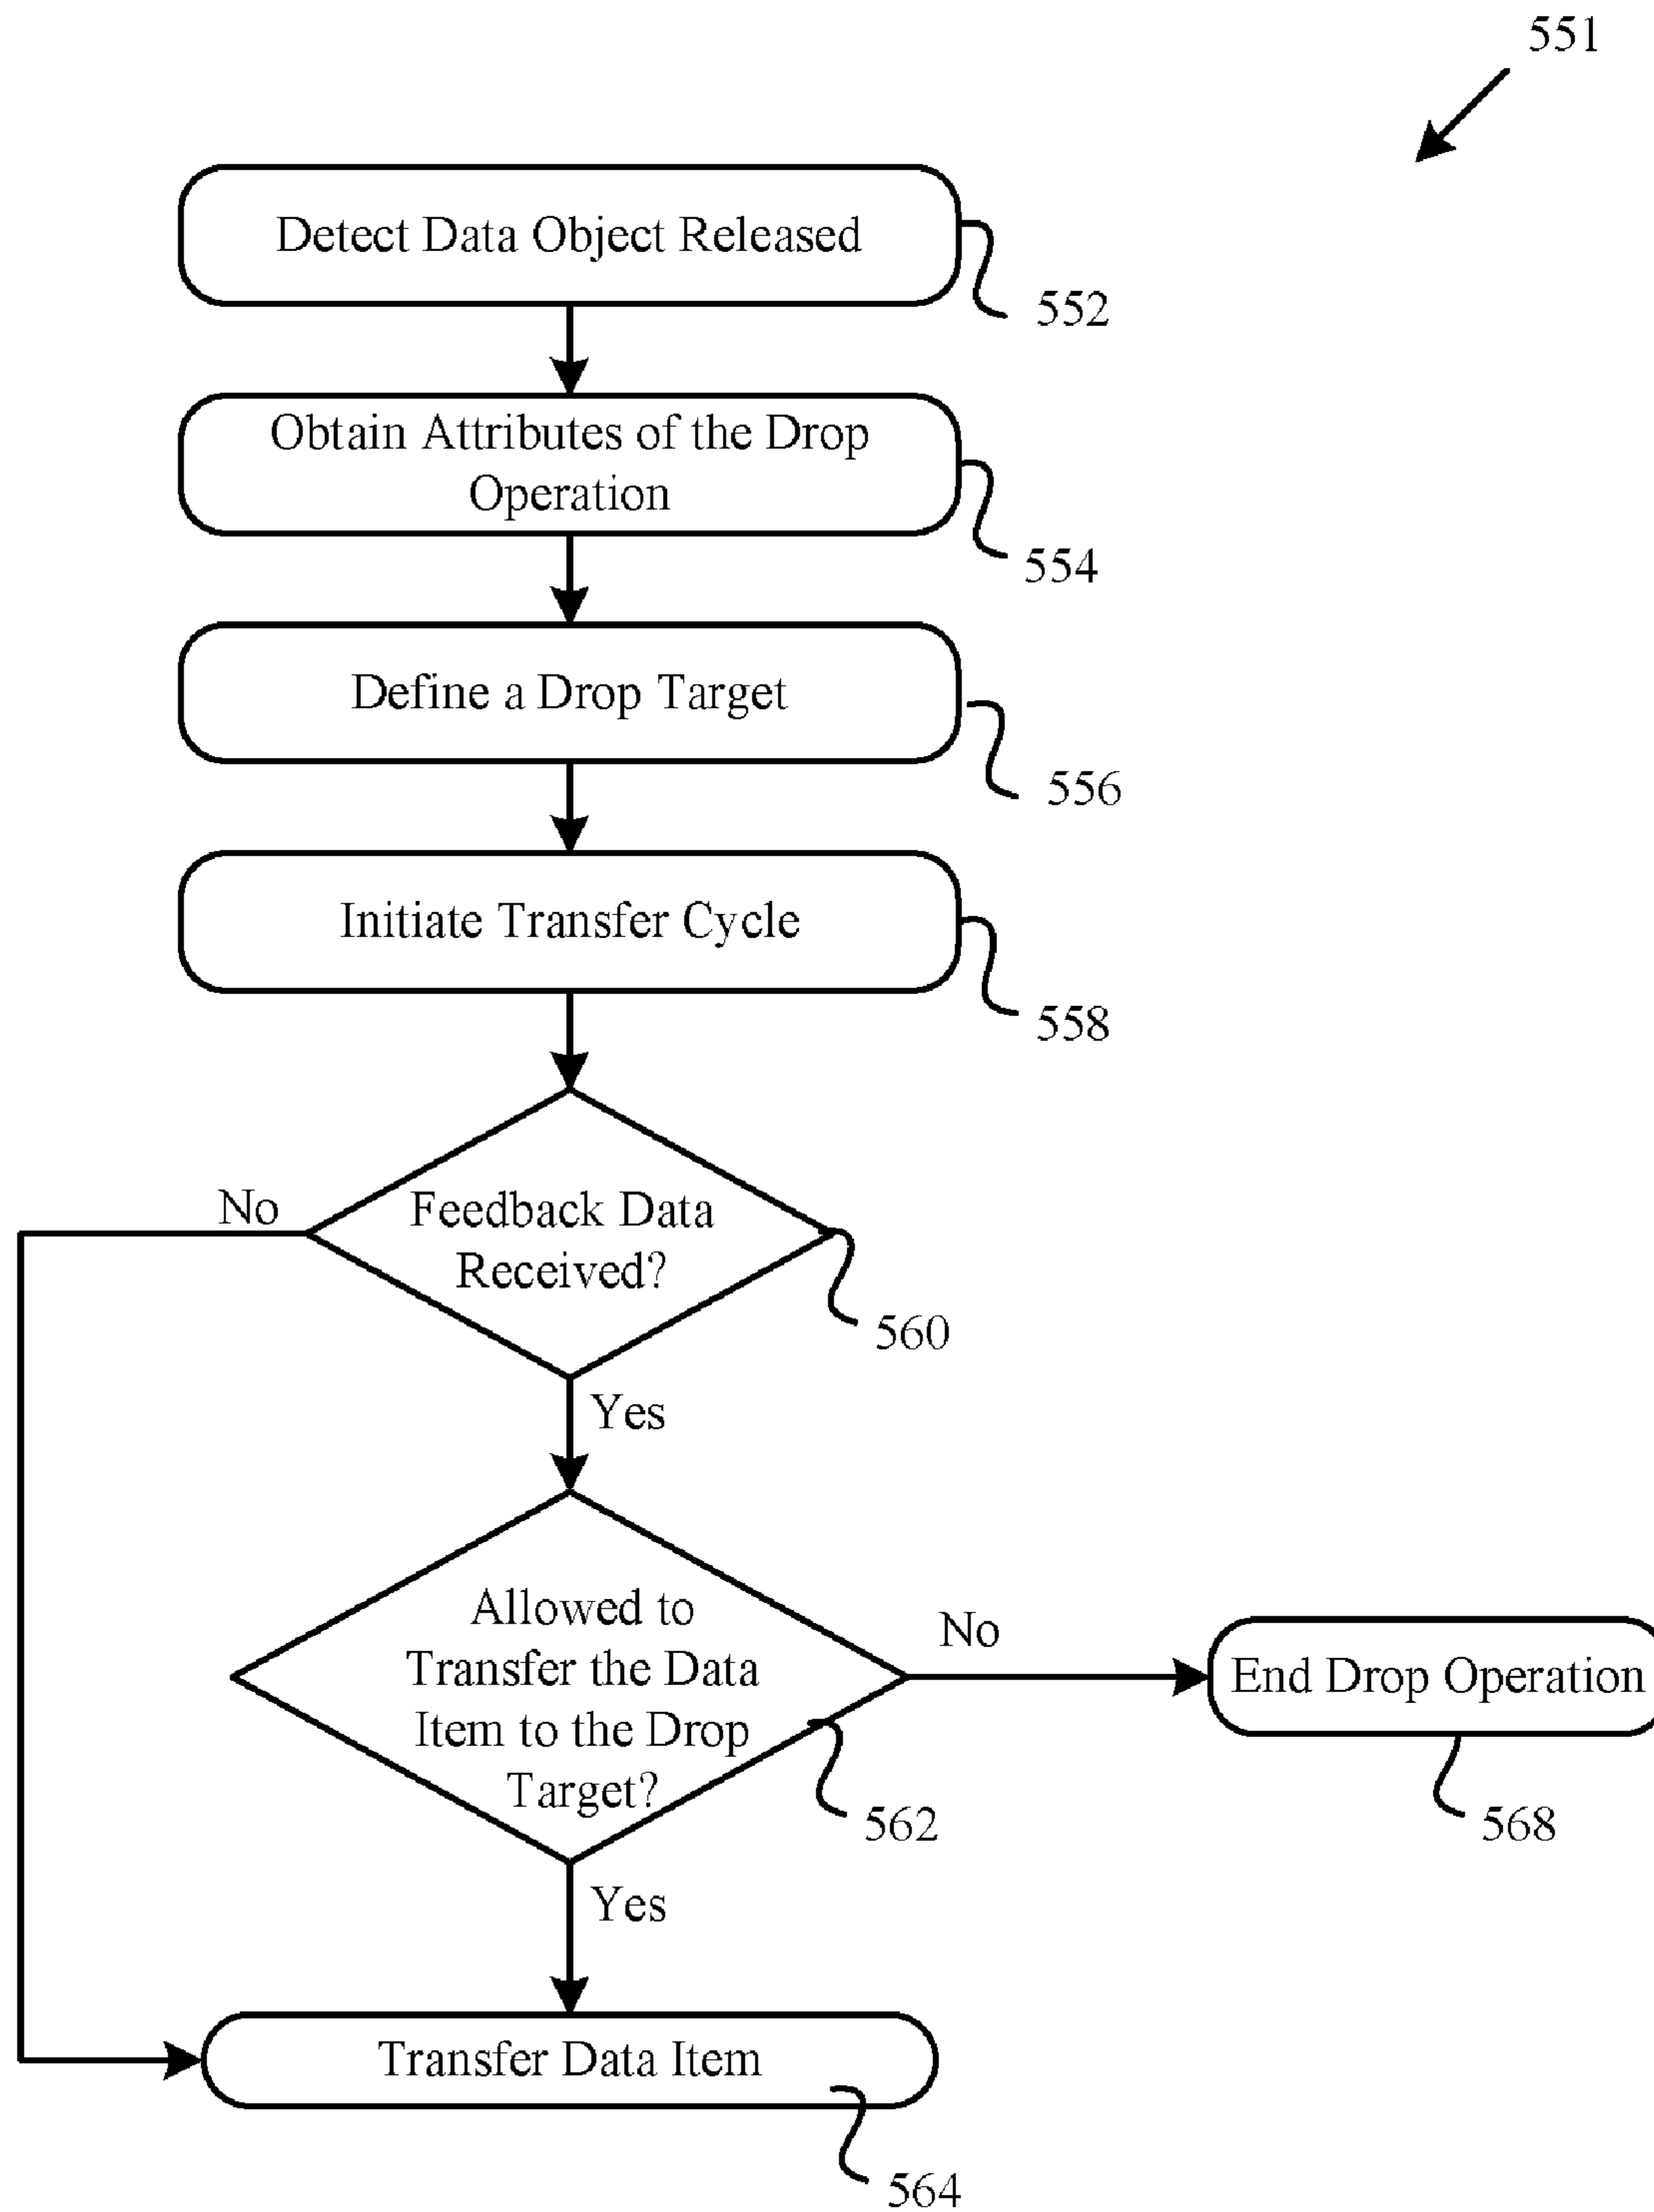 551
Detect Data Object Released
552
Obtain Attributes of the Drop
Operation
554
Define a Drop Target
556
Initiate Transfer Cycle
558
No
Feedback Data
Received?
560
Yes
Allowed to
Transfer the Data
Item to the Drop
Target?
562
No
End Drop Operation
568
Yes
Transfer Data Item
564